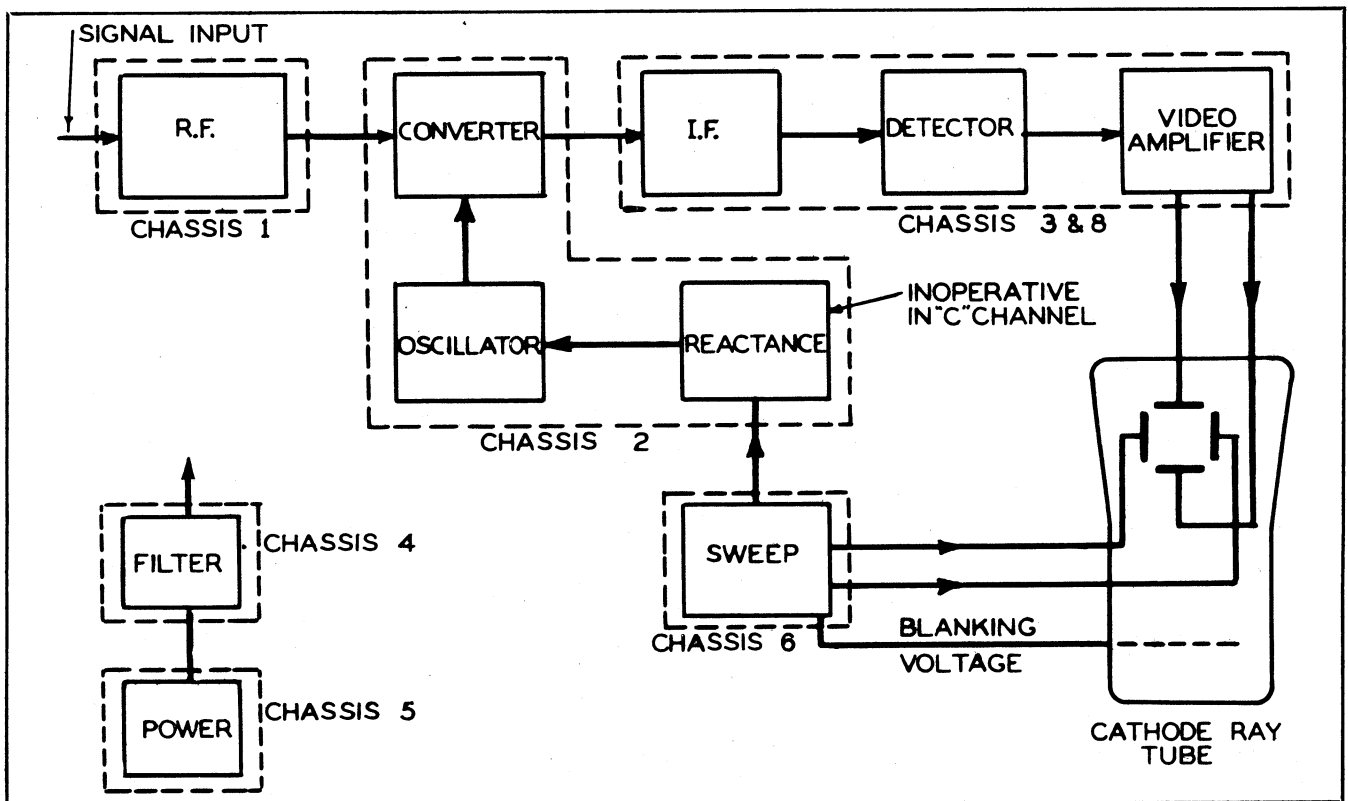 SIGNAL INPUT
R.F.
CHASSIS 1
CONVERTER
I.F.
DETECTOR
VIDEO
AMPLIFIER
CHASSIS 3 & 8
OSCILLATOR
REACTANCE
INOPERATIVE
IN "C" CHANNEL
CHASSIS 2
FILTER
CHASSIS 4
POWER
CHASSIS 5
SWEEP
CHASSIS 6
BLANKING
VOLTAGE
CATHODE RAY
TUBE